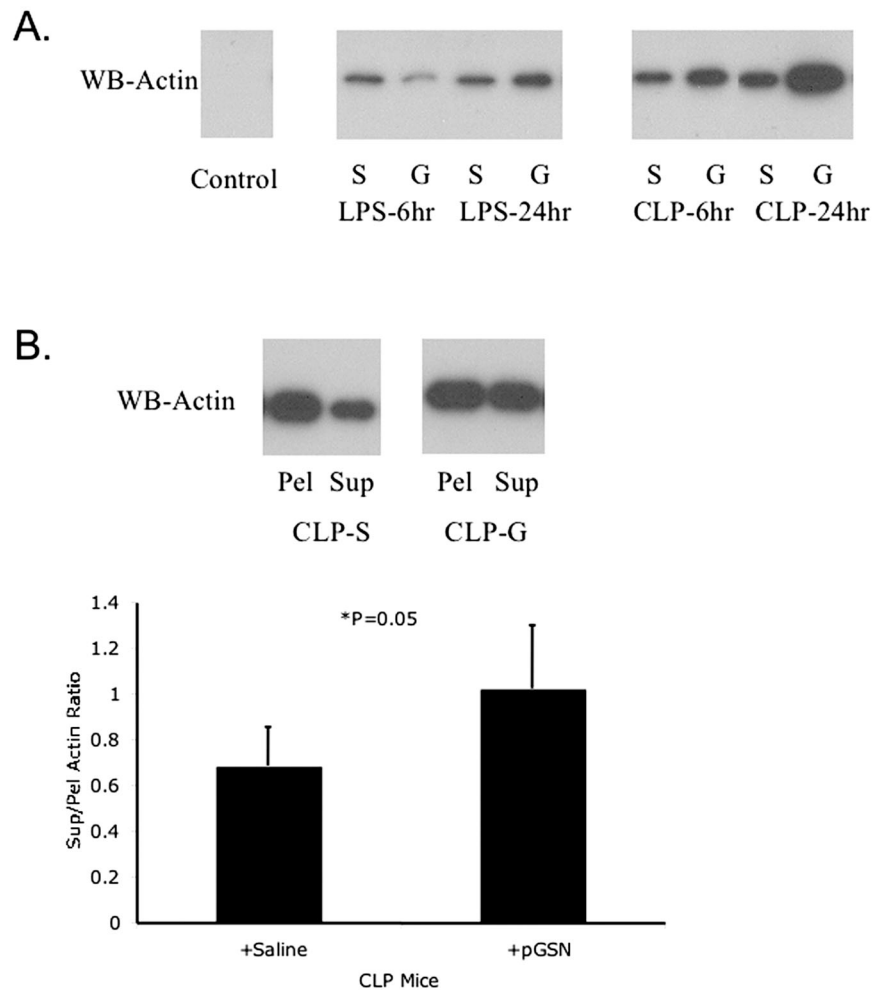 A.
WB-Actin
Control
S G S G
LPS-6hr LPS-24hr
S G S G
CLP-6hr CLP-24hr
B.
WB-Actin
Pel Sup
CLP-S
Pel Sup
CLP-G
1.4
1.2
1
0.8
0.6
0.4
0.2
0
Sup/Pel Actin Ratio
*P=0.05
+Saline
+pGSN
CLP Mice